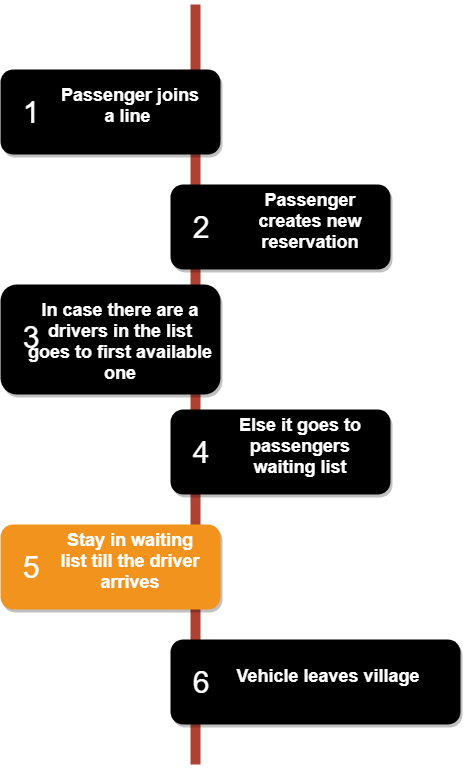 1
Passenger joins
a line
2
Passenger
creates new
reservation
3
In case there are a
drivers in the list
goes to first available
one
4
Else it goes to
passengers
waiting list
5
Stay in waiting
list till the driver
arrives
6
Vehicle leaves village